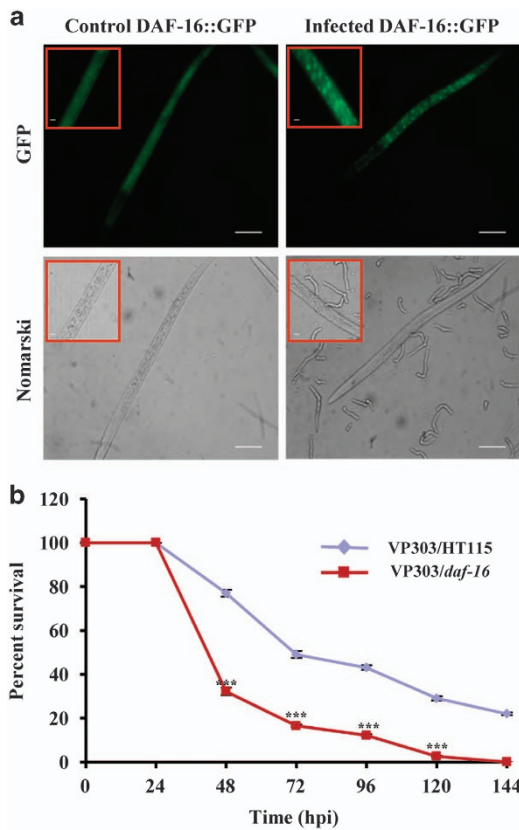 a
Control DAF-16::GFP
Infected DAF-16::GFP
GFP
Nomarski
b
120
100
80
60
40
20
0
Percent survival
VP303/HT115
VP303/daf-16
***
***
***
***
0 24 48 72 96 120 144
Time (hpi)